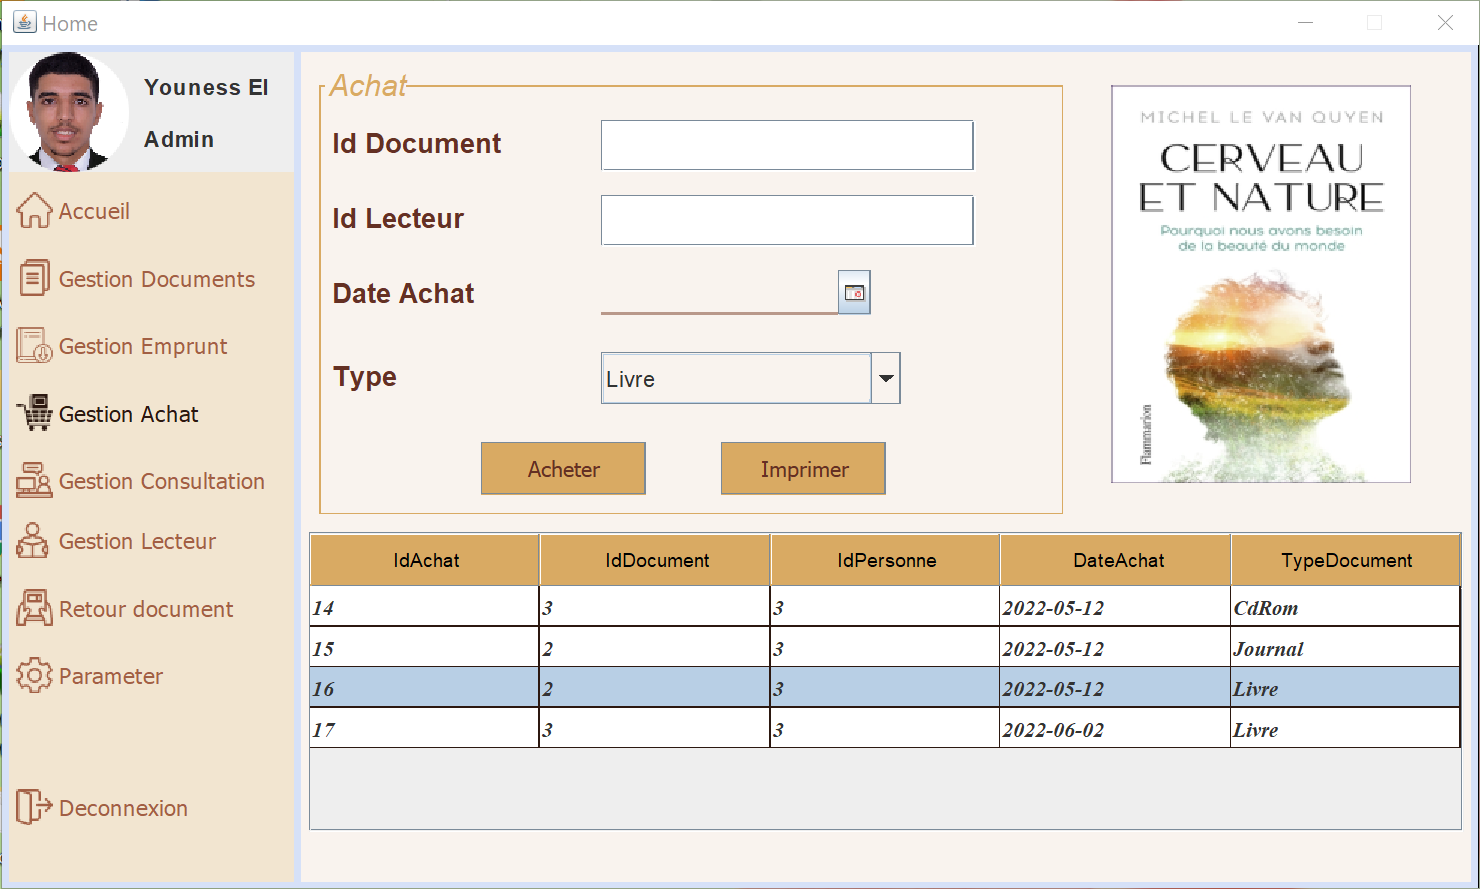 Home
Youness El
Admin
Accueil
Gestion Documents
Gestion Emprunt
Gestion Achat
Gestion Consultation
Gestion Lecteur
Retour document
Parameter
Deconnexion
Achat
Id Document
Id Lecteur
Date Achat
Type
Livre
Acheter
Imprimer
MICHEL LE VAN QUYEN
CERVEAU
ET NATURE
Pourquoi nous avons besoin
de la beauté du monde
Flammarion
IdAchat IdDocument IdPersonne DateAchat TypeDocument
14 3 3 2022-05-12 CdRom
15 2 3 2022-05-12 Journal
16 2 3 2022-05-12 Livre
17 3 3 2022-06-02 Livre